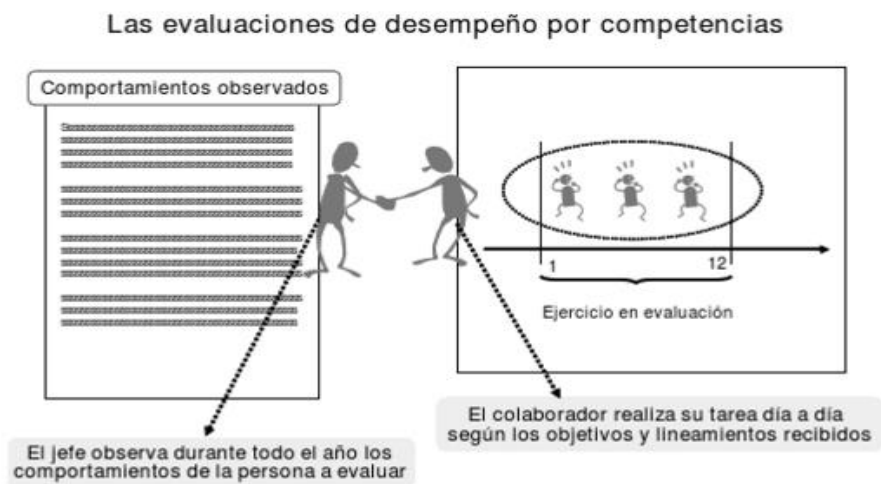 Las evaluaciones de desempeño por competencias
Comportamientos observados
1
12
Ejercicio en evaluación
El jefe observa durante todo el año los
comportamientos de la persona a evaluar
El colaborador realiza su tarea día a día
según los objetivos y lineamientos recibidos